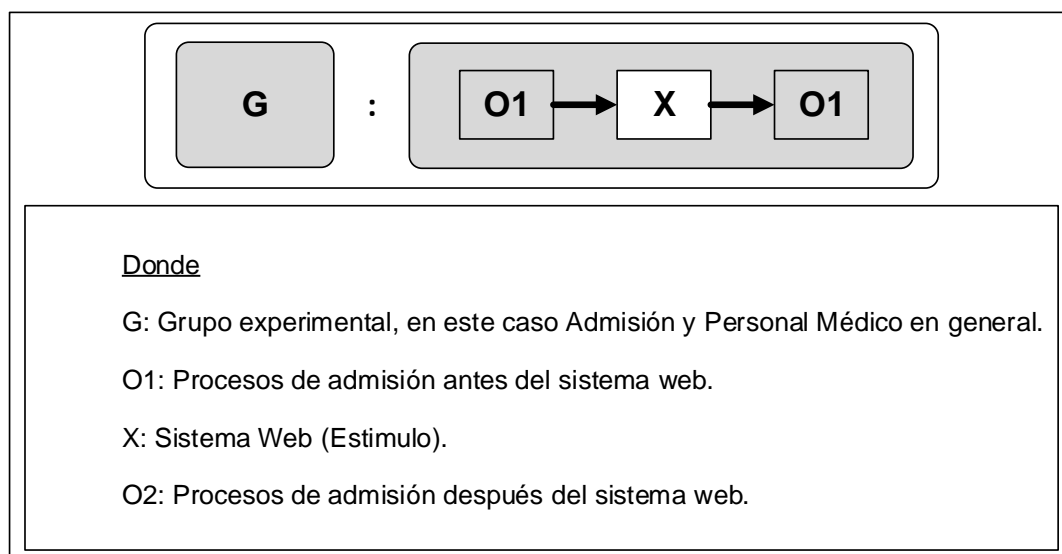 G : O1 X O1
Donde
G: Grupo experimental, en este caso Admisión y Personal Médico en general.
O1: Procesos de admisión antes del sistema web.
X: Sistema Web (Estimulo).
O2: Procesos de admisión después del sistema web.